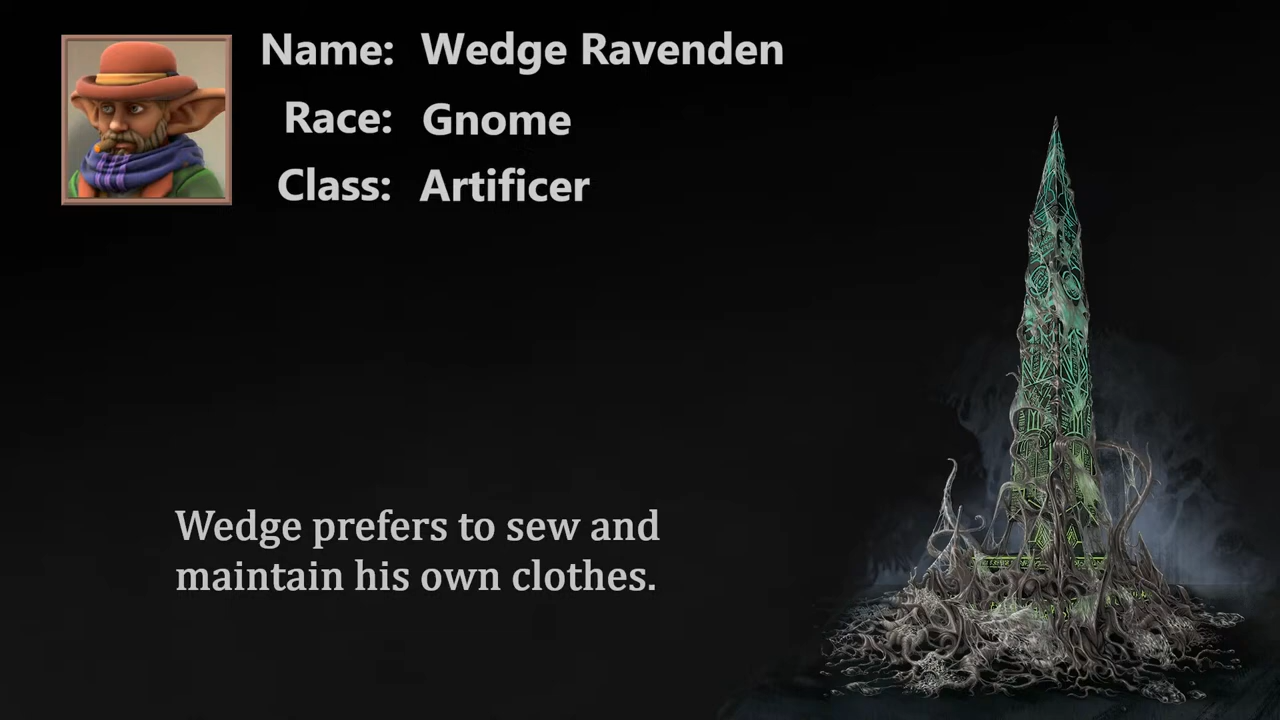 Name: Wedge Ravenden
Race: Gnome
Class: Artificer
Wedge prefers to sew and
maintain his own clothes.